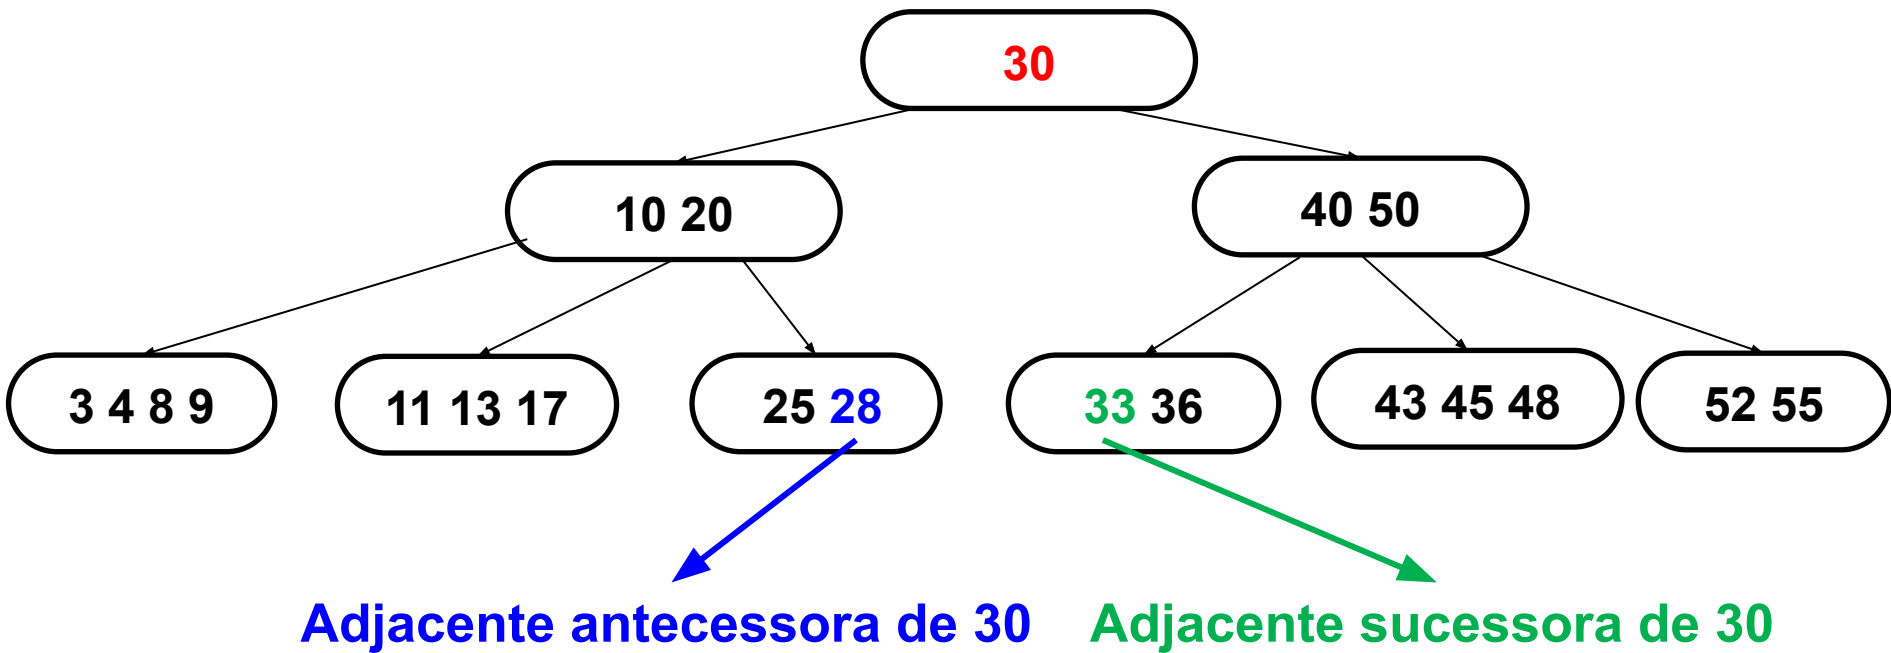 30
10 20
40 50
3 4 8 9
11 13 17
25 28
33 36
43 45 48
52 55
Adjacente antecessora de 30
Adjacente sucessora de 30